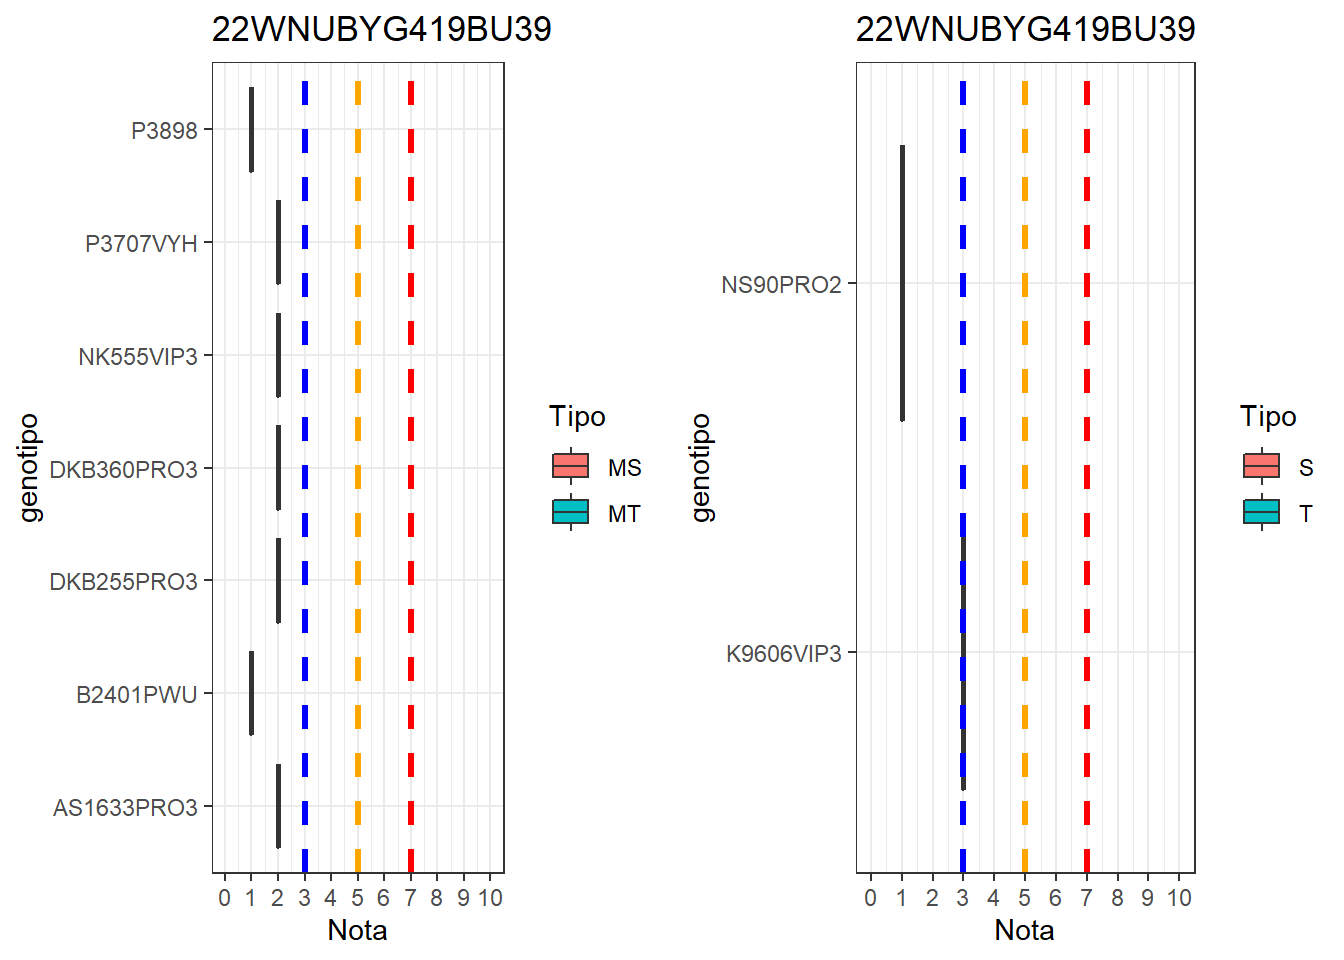 22WNUBYG419BU39
genotipo
P3898
P3707VYH
NK555VIP3
DKB360PRO3
DKB255PRO3
B2401PWU
AS1633PRO3
0 1 2 3 4 5 6 7 8 9 10
Nota
Tipo
MS
MT
22WNUBYG419BU39
genotipo
NS90PRO2
K9606VIP3
0 1 2 3 4 5 6 7 8 9 10
Nota
Tipo
S
T